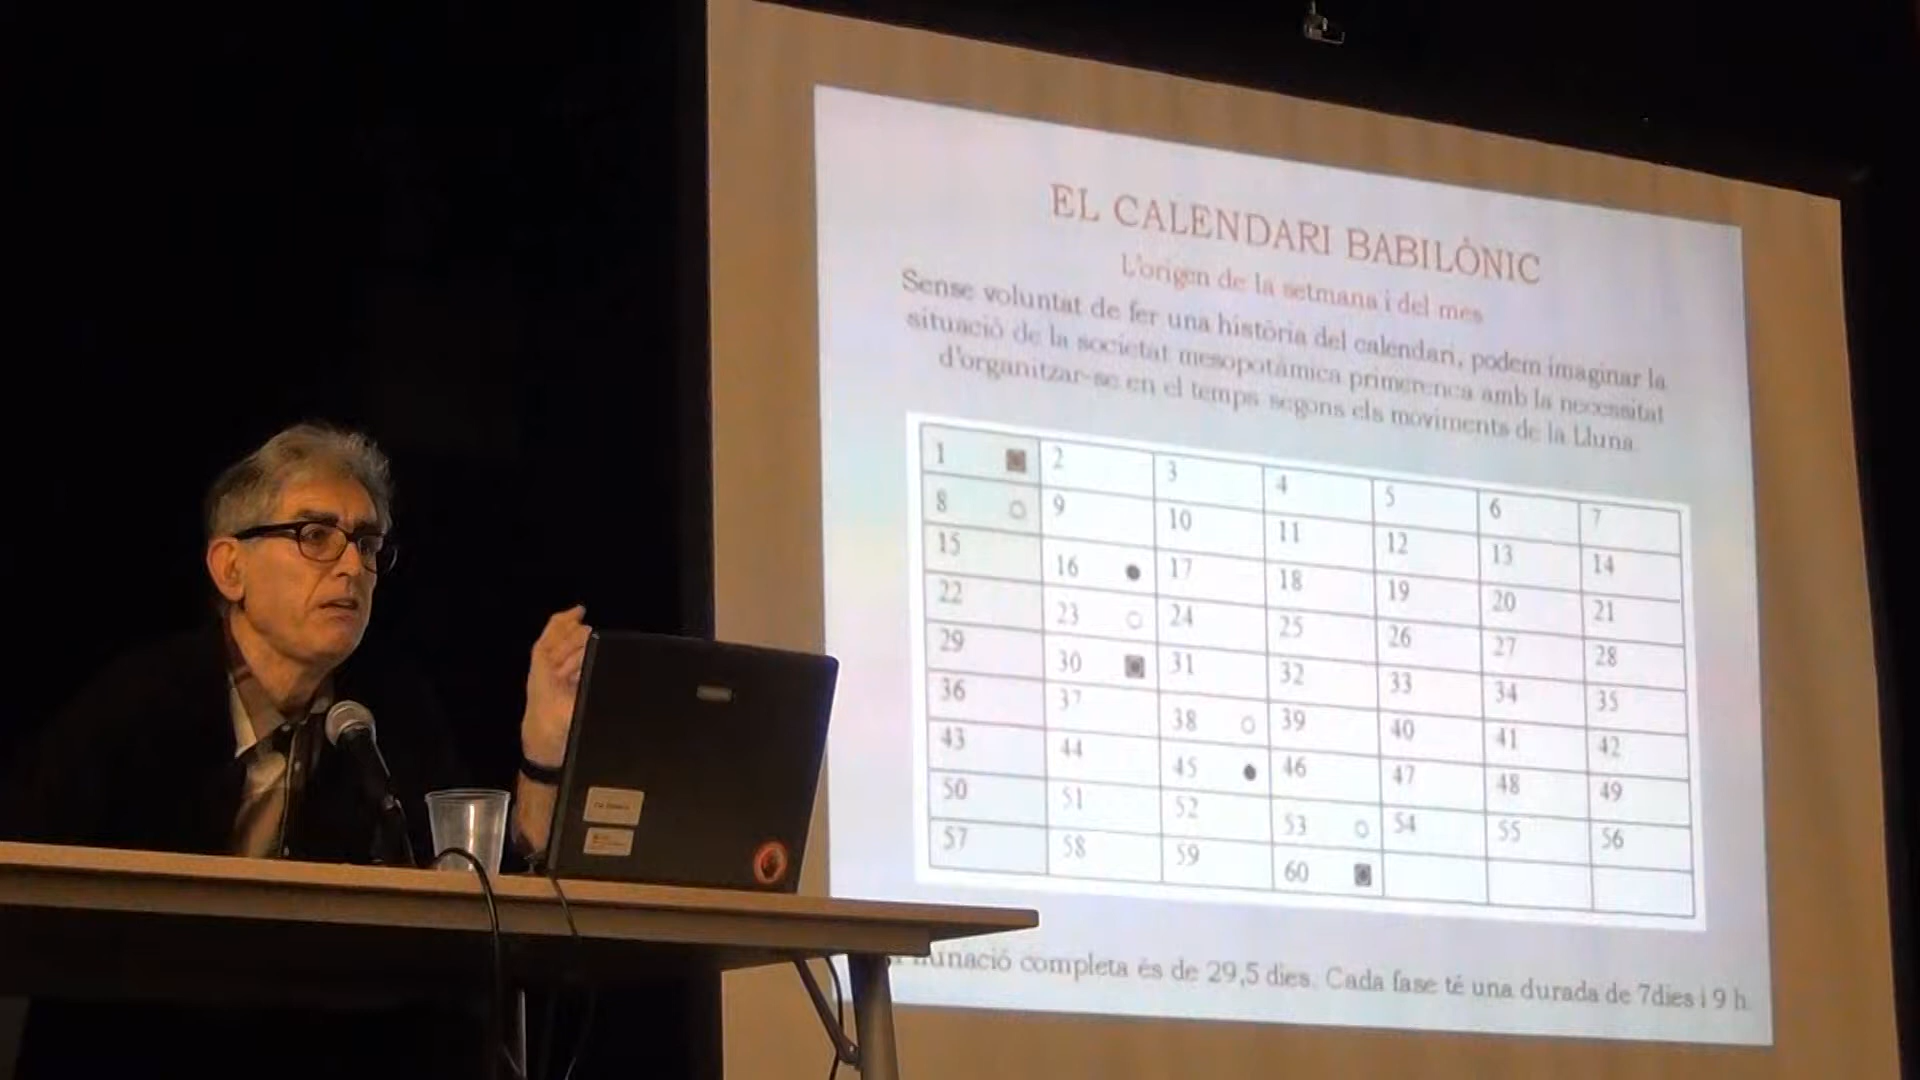 EL CALENDARI BABILÒNIC
L'origen de la setmana i del mes
Sense voluntat de fer una història del calendari, podem imaginar la
situació de la societat mesopotàmica primerenca amb la necessitat
d'organitzar-se en el temps segons els moviments de la Lluna.
1 2 3 4 5 6 7
8 9 10 11 12 13 14
15 16 17 18 19 20 21
22 23 24 25 26 27 28
29 30 31 32 33 34 35
36 37 38 39 40 41 42
43 44 45 46 47 48 49
50 51 52 53 54 55 56
57 58 59 60
llunació completa és de 29,5 dies. Cada fase té una durada de 7dies i 9 h.